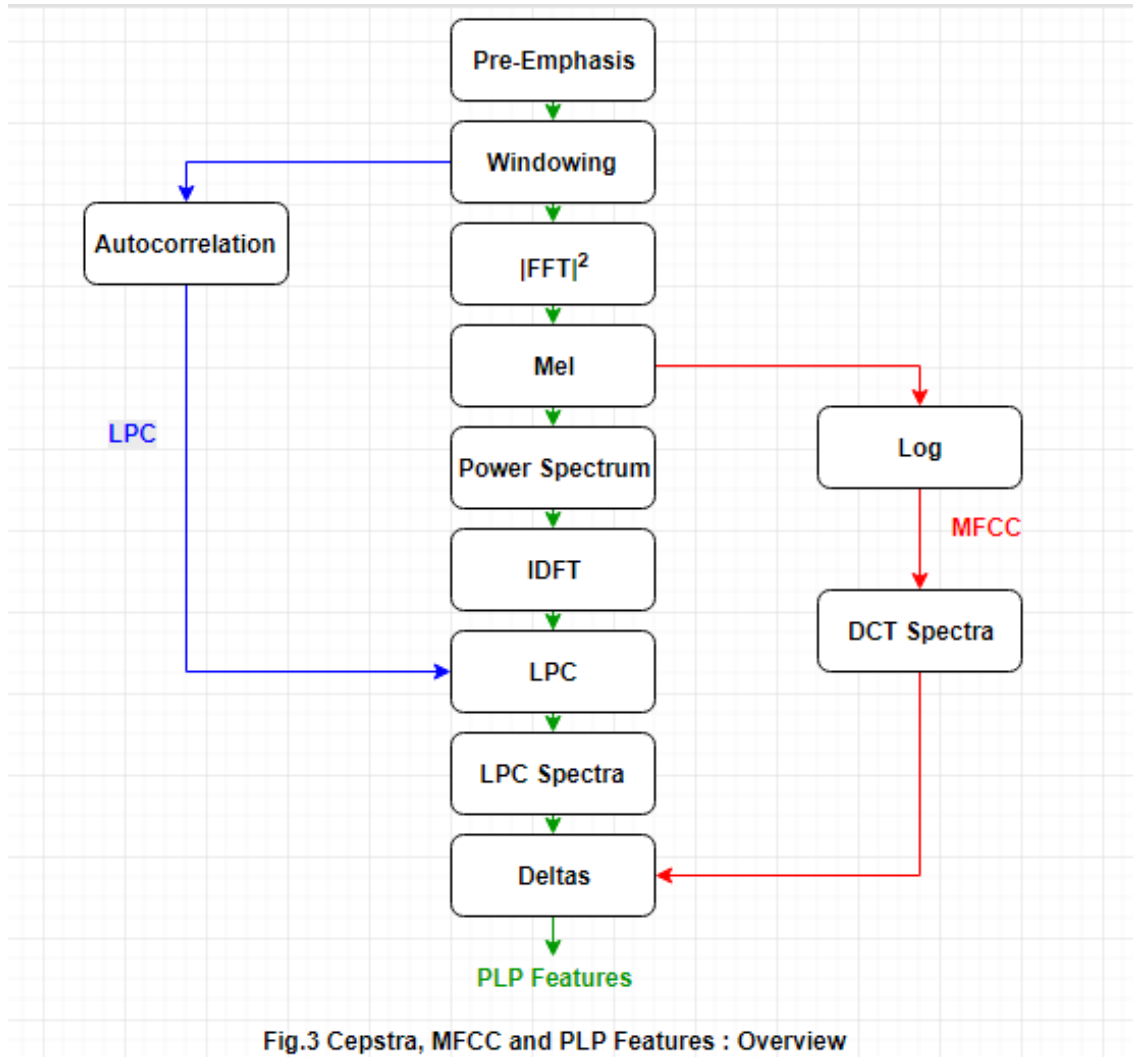 Pre-Emphasis
Windowing
Autocorrelation
|FFT|²
Mel
LPC
Log
Power Spectrum
MFCC
IDFT
DCT Spectra
LPC
LPC Spectra
Deltas
PLP Features
Fig.3 Cepstra, MFCC and PLP Features : Overview